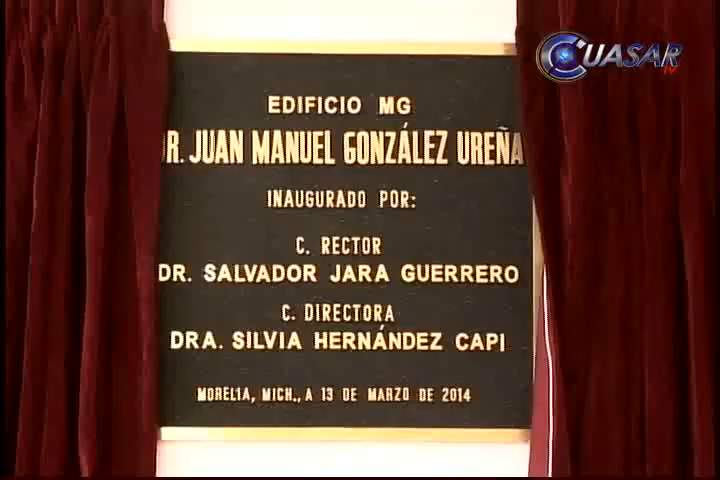 CUASAR
TV
EDIFICIO MG
R. JUAN MANUEL GONZÁLEZ UREÑA
INAUGURADO POR:
C. RECTOR
DR. SALVADOR JARA GUERRERO
C. DIRECTORA
DRA. SILVIA HERNÁNDEZ CAPI
MORELIA, MICH., A 13 DE MARZO DE 2014